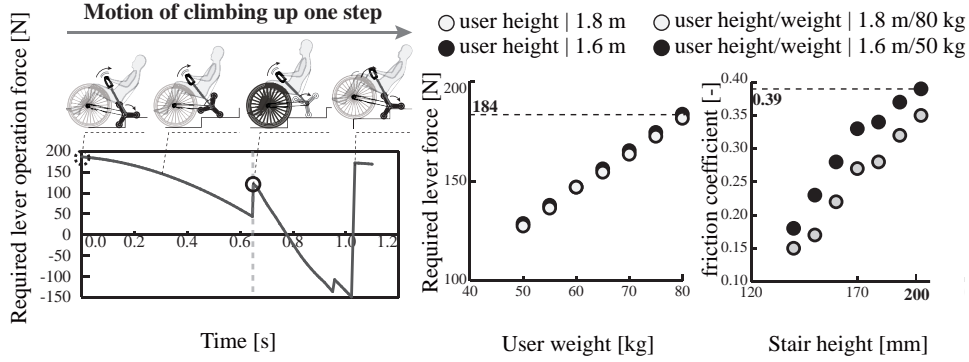 Motion of climbing up one step
Required lever operation force [N]
200
150
100
50
0
-50
-100
-150
0.0 0.2 0.4 0.6 0.8 1.0 1.2
Time [s]
user height | 1.8 m
user height | 1.6 m
Required lever force [N]
200
184
150
100
40 50 60 70 80
User weight [kg]
user height/weight | 1.8 m/80 kg
user height/weight | 1.6 m/50 kg
friction coefficient [-]
0.40
0.39
0.35
0.30
0.25
0.20
0.15
0.10
120 170 200
Stair height [mm]